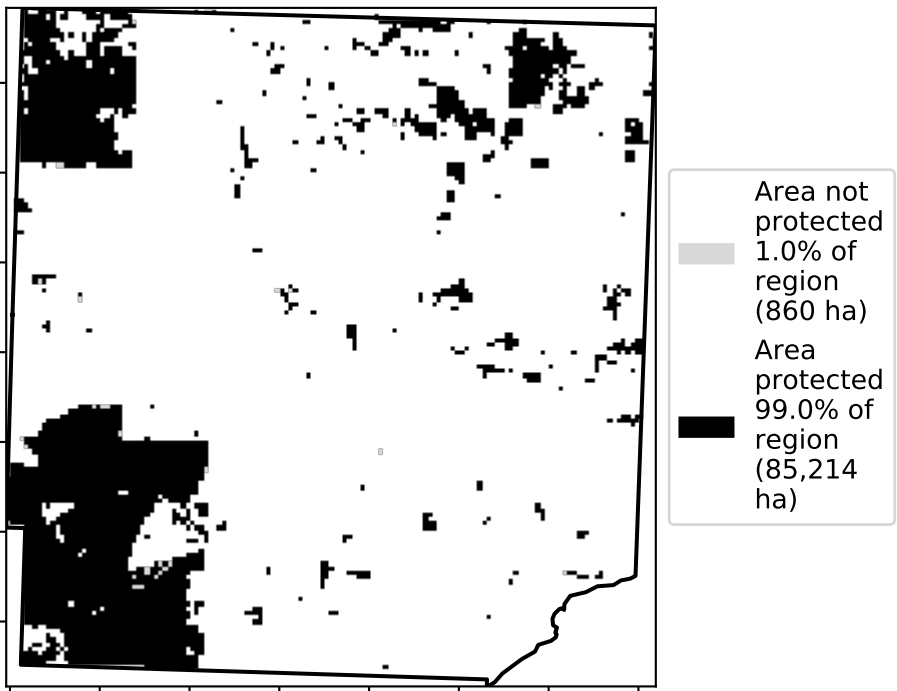 Area not
protected
1.0% of
region
(860 ha)
Area
protected
99.0% of
region
(85,214
ha)